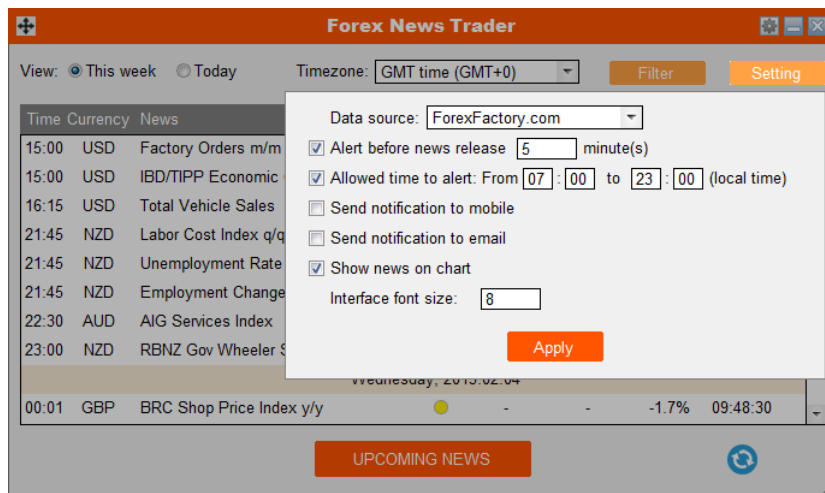 Forex News Trader
View: This week Today Timezone: GMT time (GMT+0) Filter Setting
Time Currency News
15:00 USD Factory Orders m/m
15:00 USD IBD/TIPP Economic
16:15 USD Total Vehicle Sales
21:45 NZD Labor Cost Index q/q
21:45 NZD Unemployment Rate
21:45 NZD Employment Change
22:30 AUD AIG Services Index
23:00 NZD RBNZ Gov Wheeler S
Data source: ForexFactory.com
Alert before news release 5 minute(s)
Allowed time to alert: From 07 : 00 to 23 : 00 (local time)
Send notification to mobile
Send notification to email
Show news on chart
Interface font size: 8
Apply
Wednesday, 2015.02.04
00:01 GBP BRC Shop Price Index y/y - - -1.7% 09:48:30
UPCOMING NEWS